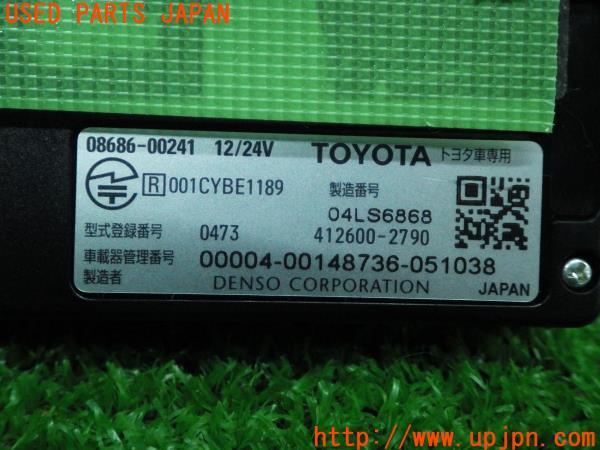 USED PARTS JAPAN
08686-00241 12/24V TOYOTA トヨタ車専用
R 001CYBE1189 製造番号
04LS6868
型式登録番号 0473 412600-2790
車載器管理番号 00004-00148736-051038
製造者 DENSO CORPORATION JAPAN
http://www.upjpn.com